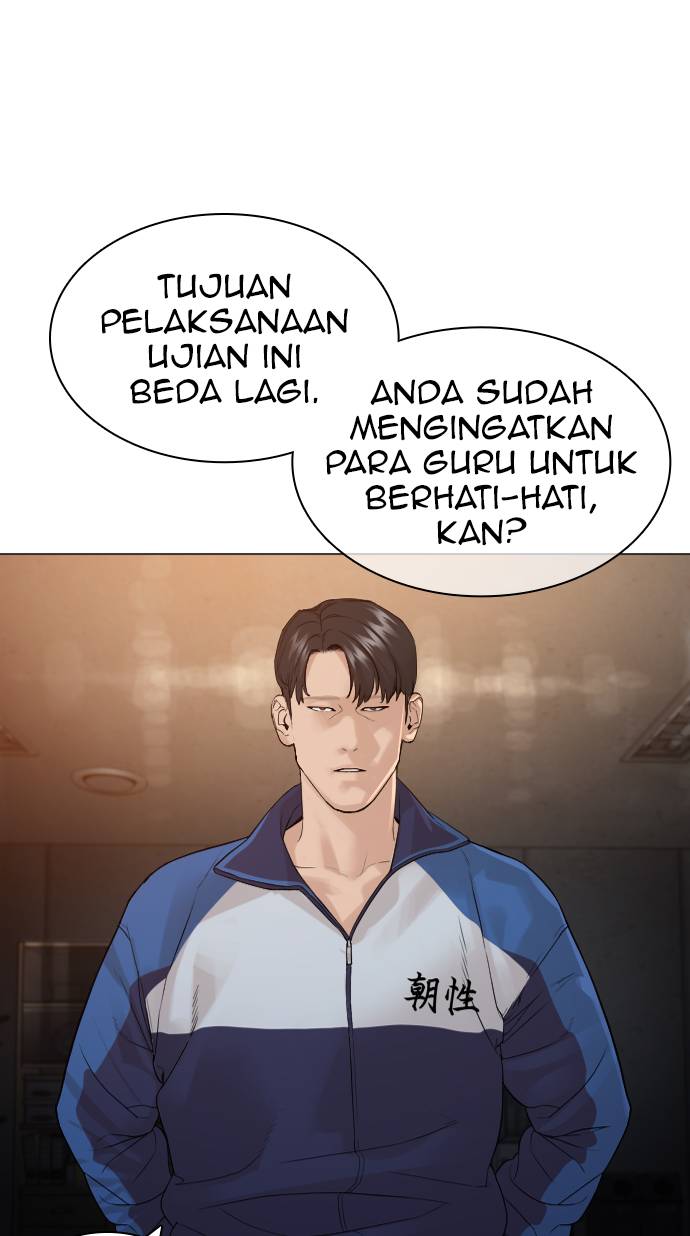 TUJUAN
PELAKSANAAN
UJIAN INI
BEDA LAGI.
ANDA SUDAH
MENGINGATKAN
PARA GURU UNTUK
BERHATI-HATI,
KAN?
朝性